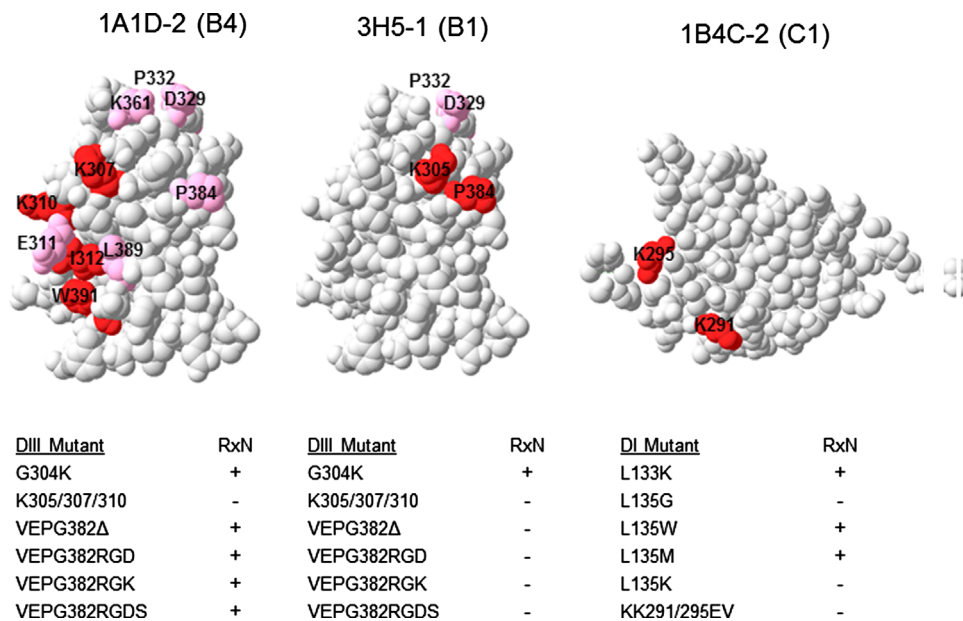 1A1D-2 (B4)
P332
K361
D329
K307
P384
K310
E311
L389
I312
W391
DIII Mutant RxN
G304K +
K305/307/310 -
VEPG382Δ +
VEPG382RGD +
VEPG382RGK +
VEPG382RGDS +
3H5-1 (B1)
P332
D329
K305
P384
DIII Mutant RxN
G304K +
K305/307/310 -
VEPG382Δ -
VEPG382RGD -
VEPG382RGK -
VEPG382RGDS -
1B4C-2 (C1)
K295
K291
DI Mutant RxN
L133K +
L135G -
L135W +
L135M +
L135K -
KK291/295EV -